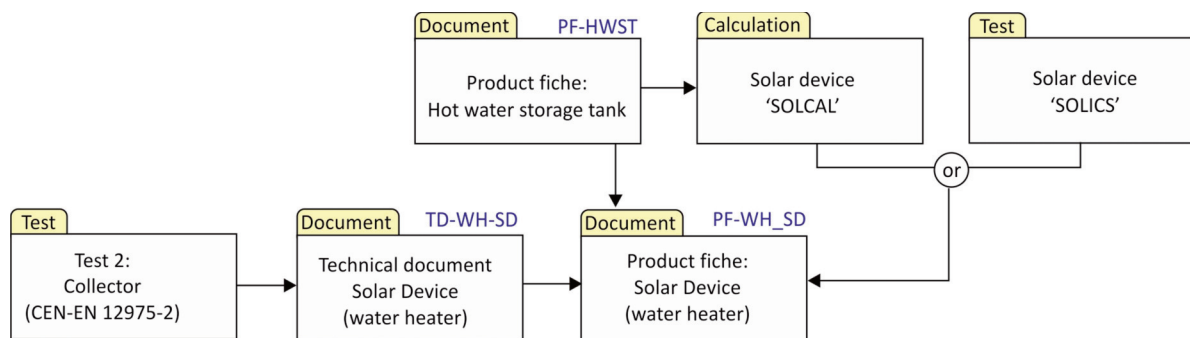 Document PF-HWST
Product fiche:
Hot water storage tank
Calculation
Solar device
‘SOLCAL’
Test
Solar device
‘SOLICS’
or
Test
Test 2:
Collector
(CEN-EN 12975-2)
Document TD-WH-SD
Technical document
Solar Device
(water heater)
Document PF-WH_SD
Product fiche:
Solar Device
(water heater)